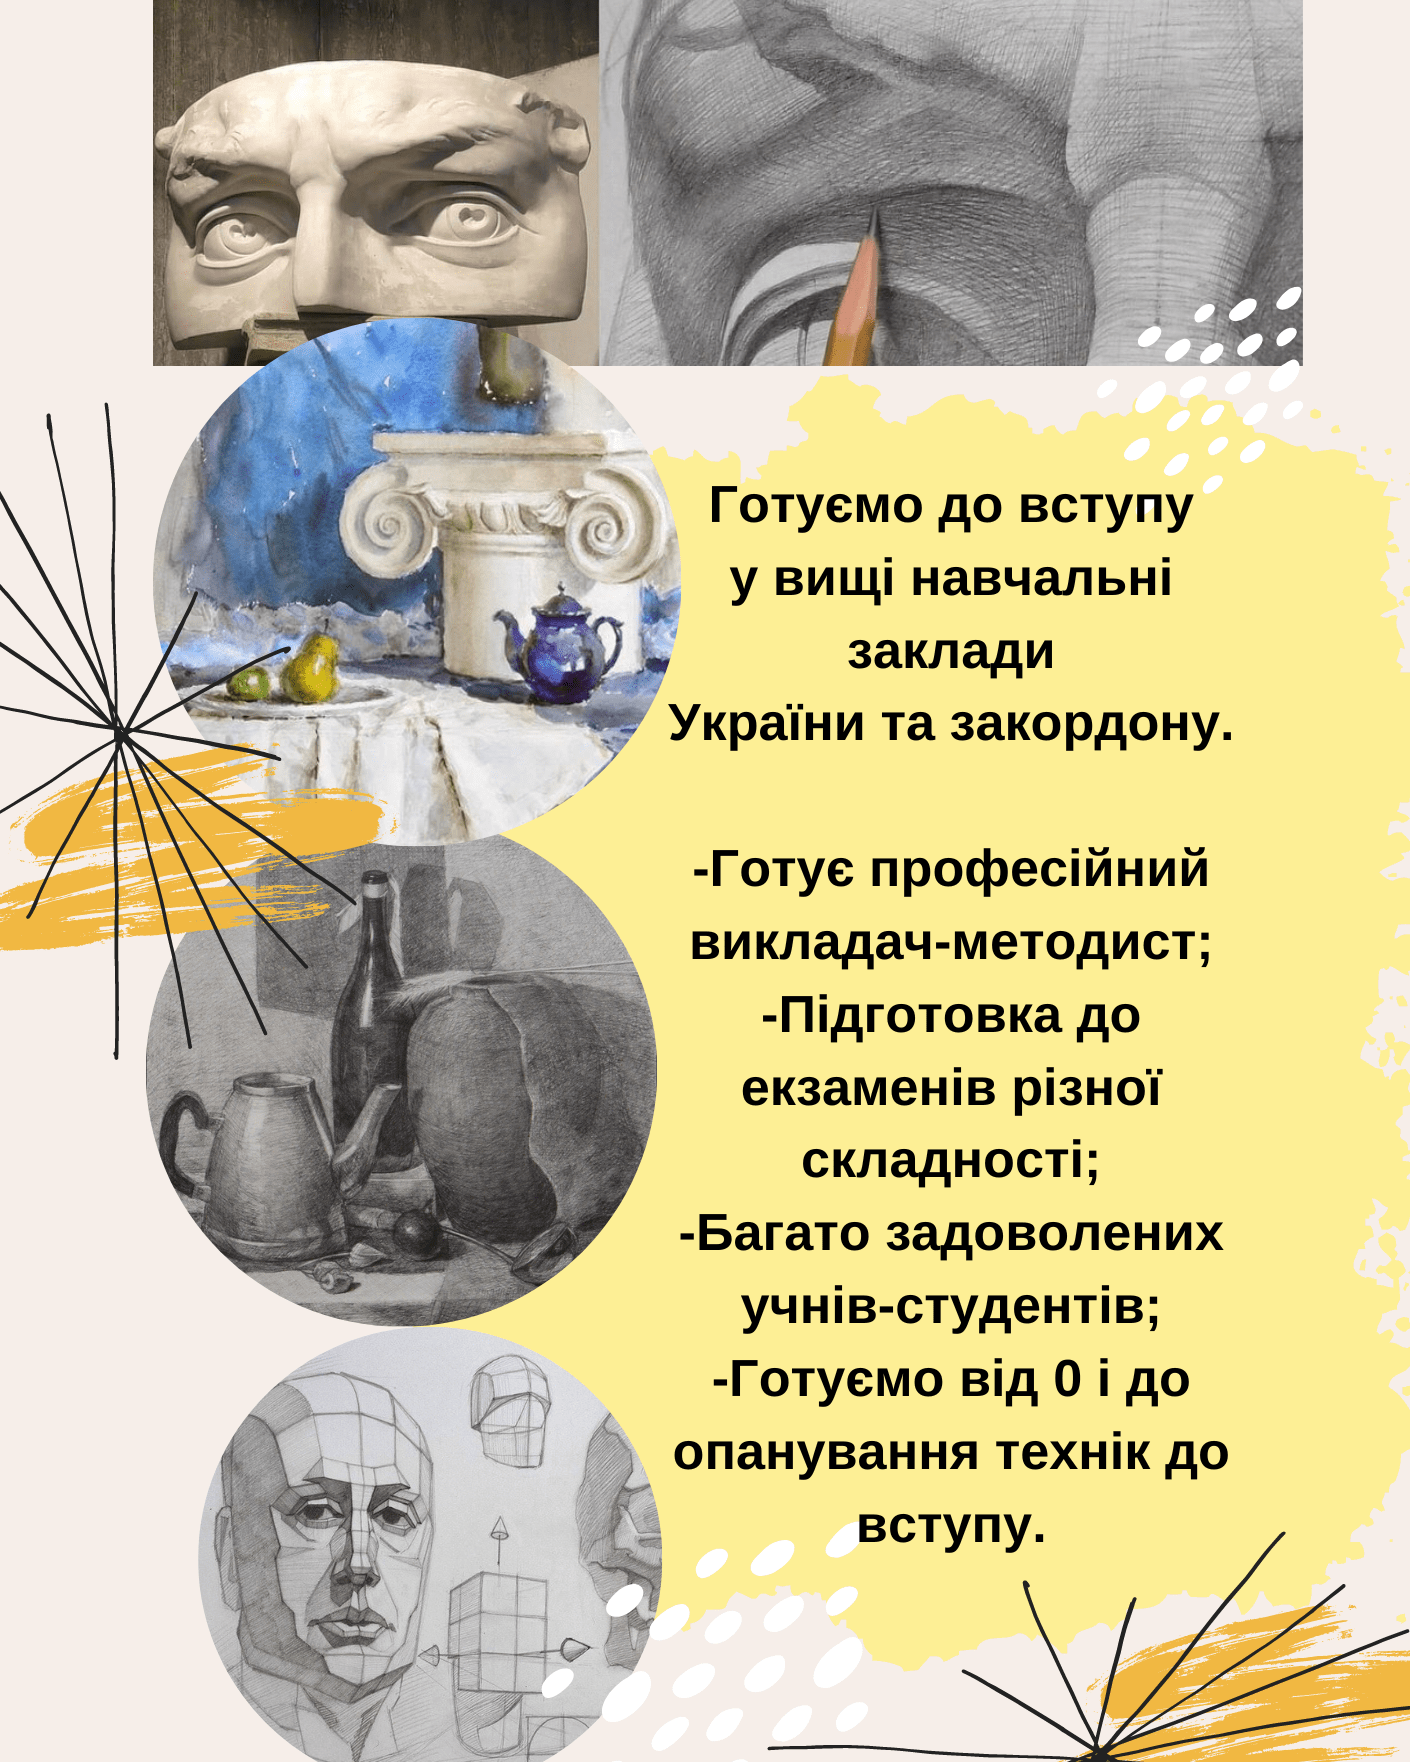 Готуємо до вступу
у вищі навчальні
заклади
України та закордону.
-Готує професійний
викладач-методист;
-Підготовка до
екзаменів різної
складності;
-Багато задоволених
учнів-студентів;
-Готуємо від 0 і до
опанування технік до
вступу.